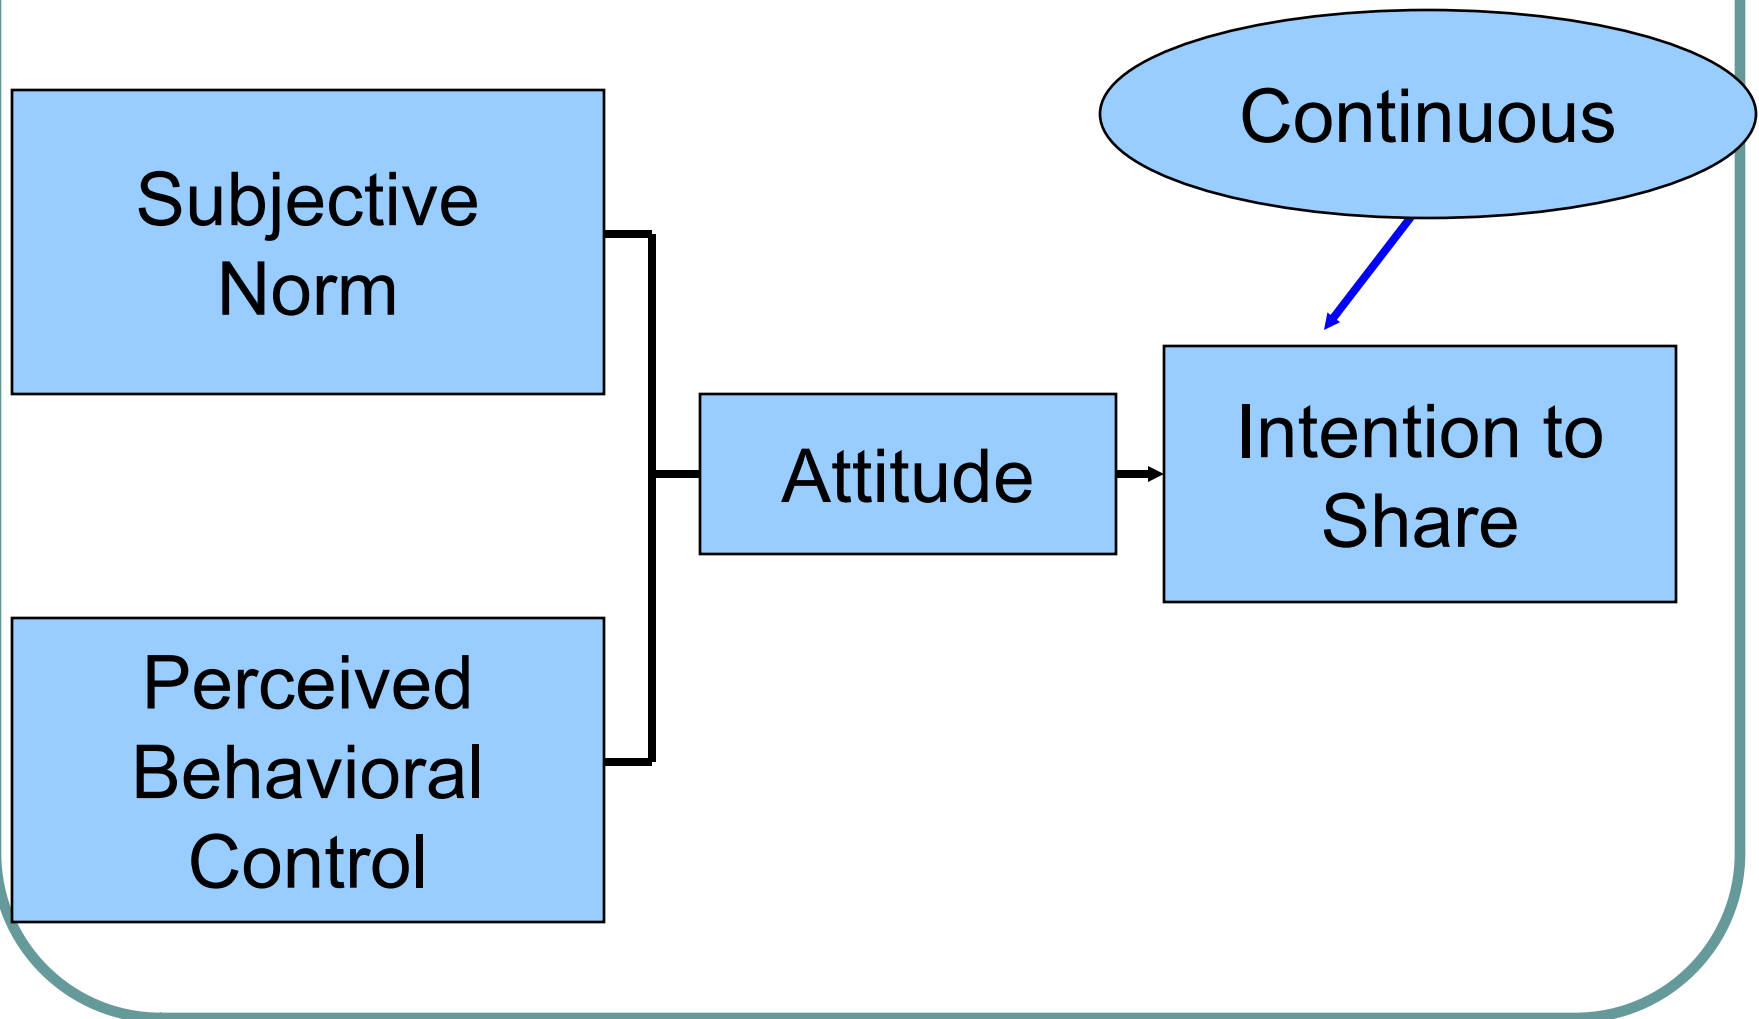 Continuous
Subjective
Norm
Attitude
Intention to
Share
Perceived
Behavioral
Control